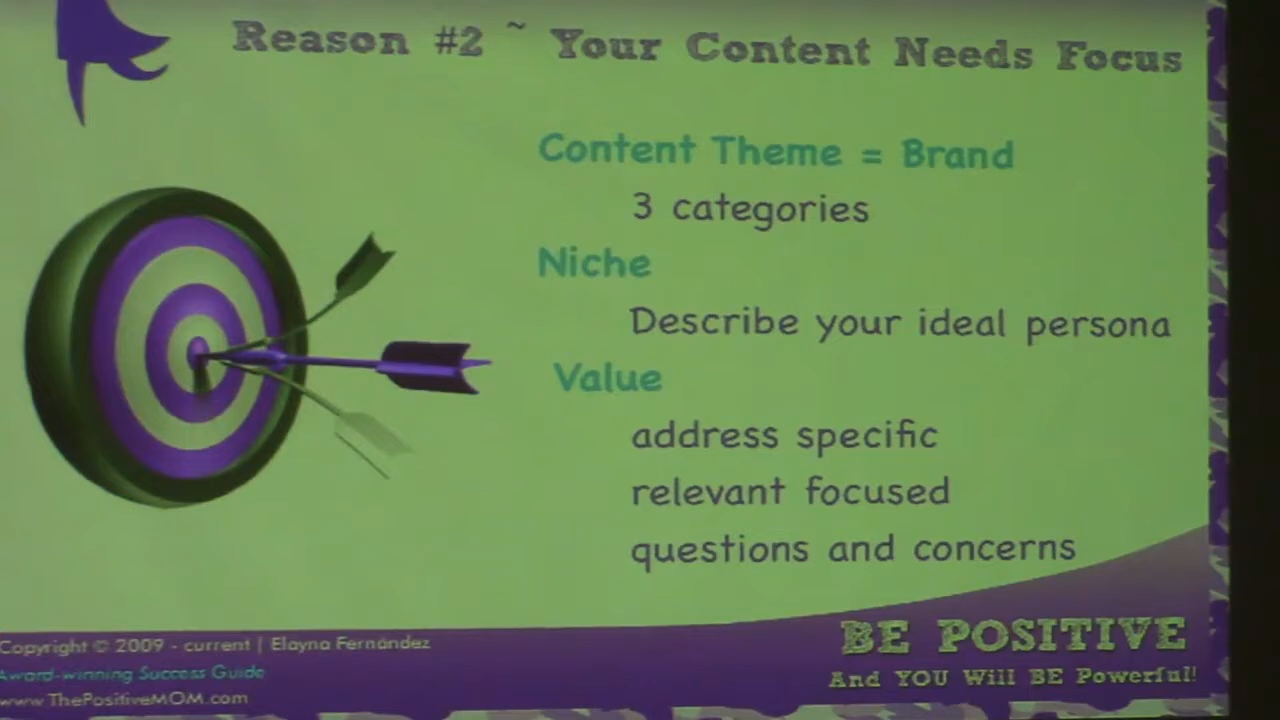 Reason #2 ~ Your Content Needs Focus
Content Theme = Brand
3 categories
Niche
Describe your ideal persona
Value
address specific
relevant focused
questions and concerns
Copyright © 2009 - current | Elayna Fernández
Award-winning Success Guide
www.ThePositiveMOM.com
BE POSITIVE
And YOU Will BE Powerful!